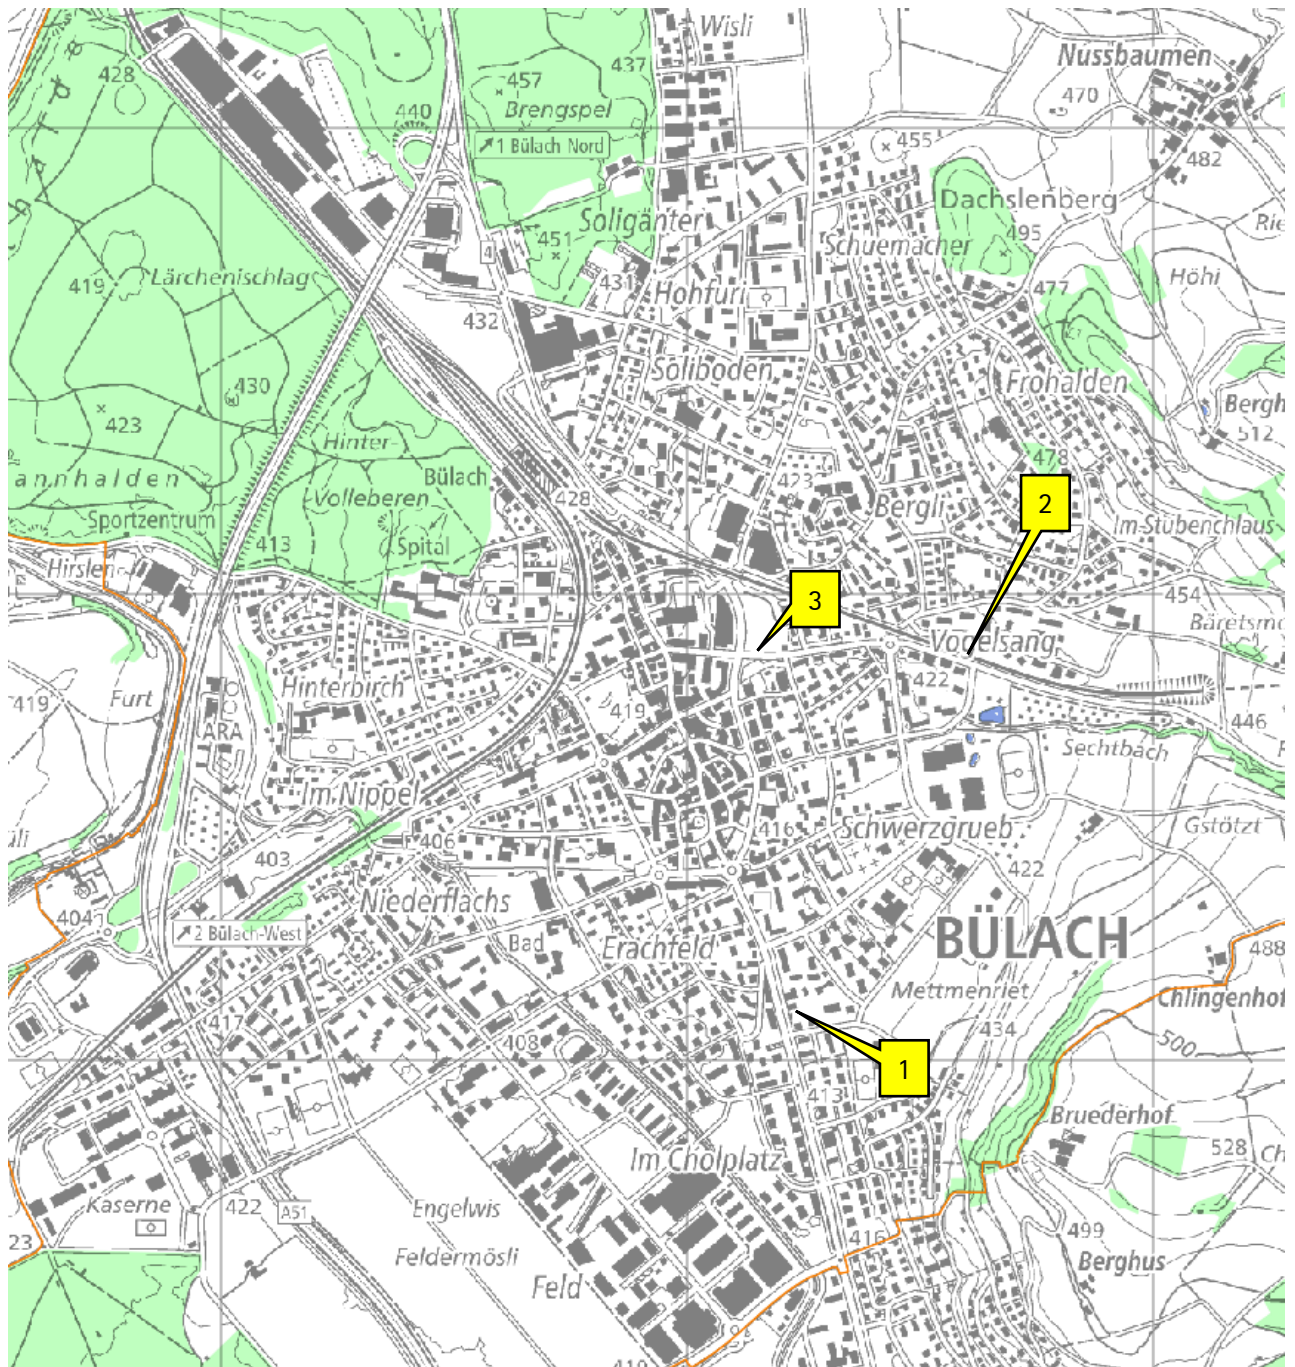 Wisli
Nussbaumen
428
457
437
Brengspel
470
440
1 Bülach Nord
455
482
Dachslenberg
Soligänter
451
4
Schuemacher
495
Höhi
Lärchenischlag
419
431
Hohfuri
477
432
Soliboden
Frohalden
430
423
Bergh
512
Hinter-
annhalden
Volleberen
Bülach
478
428
423
Bergli
2
Im Stubenchlaus
Sportzentrum
413
Spital
Hirslen-
3
454
Vogelsang
Bäretsmo
Furt
Hinterbirch
422
419
419
ARA
446
Sechtbach
Im Nippel
416
Schwerzgrueb
Gstötzt
üli
403
406
422
Niederflachs
404
2 Bülach-West
Bad
Erachfeld
BÜLACH
488
Mettmenriet
Chlingenhof
417
408
434
500
1
413
Bruederhof
Im Cholplatz
528
Ch
Kaserne
422
A51
Engelwis
23
416
499
Feldermösli
Berghus
Feld
410